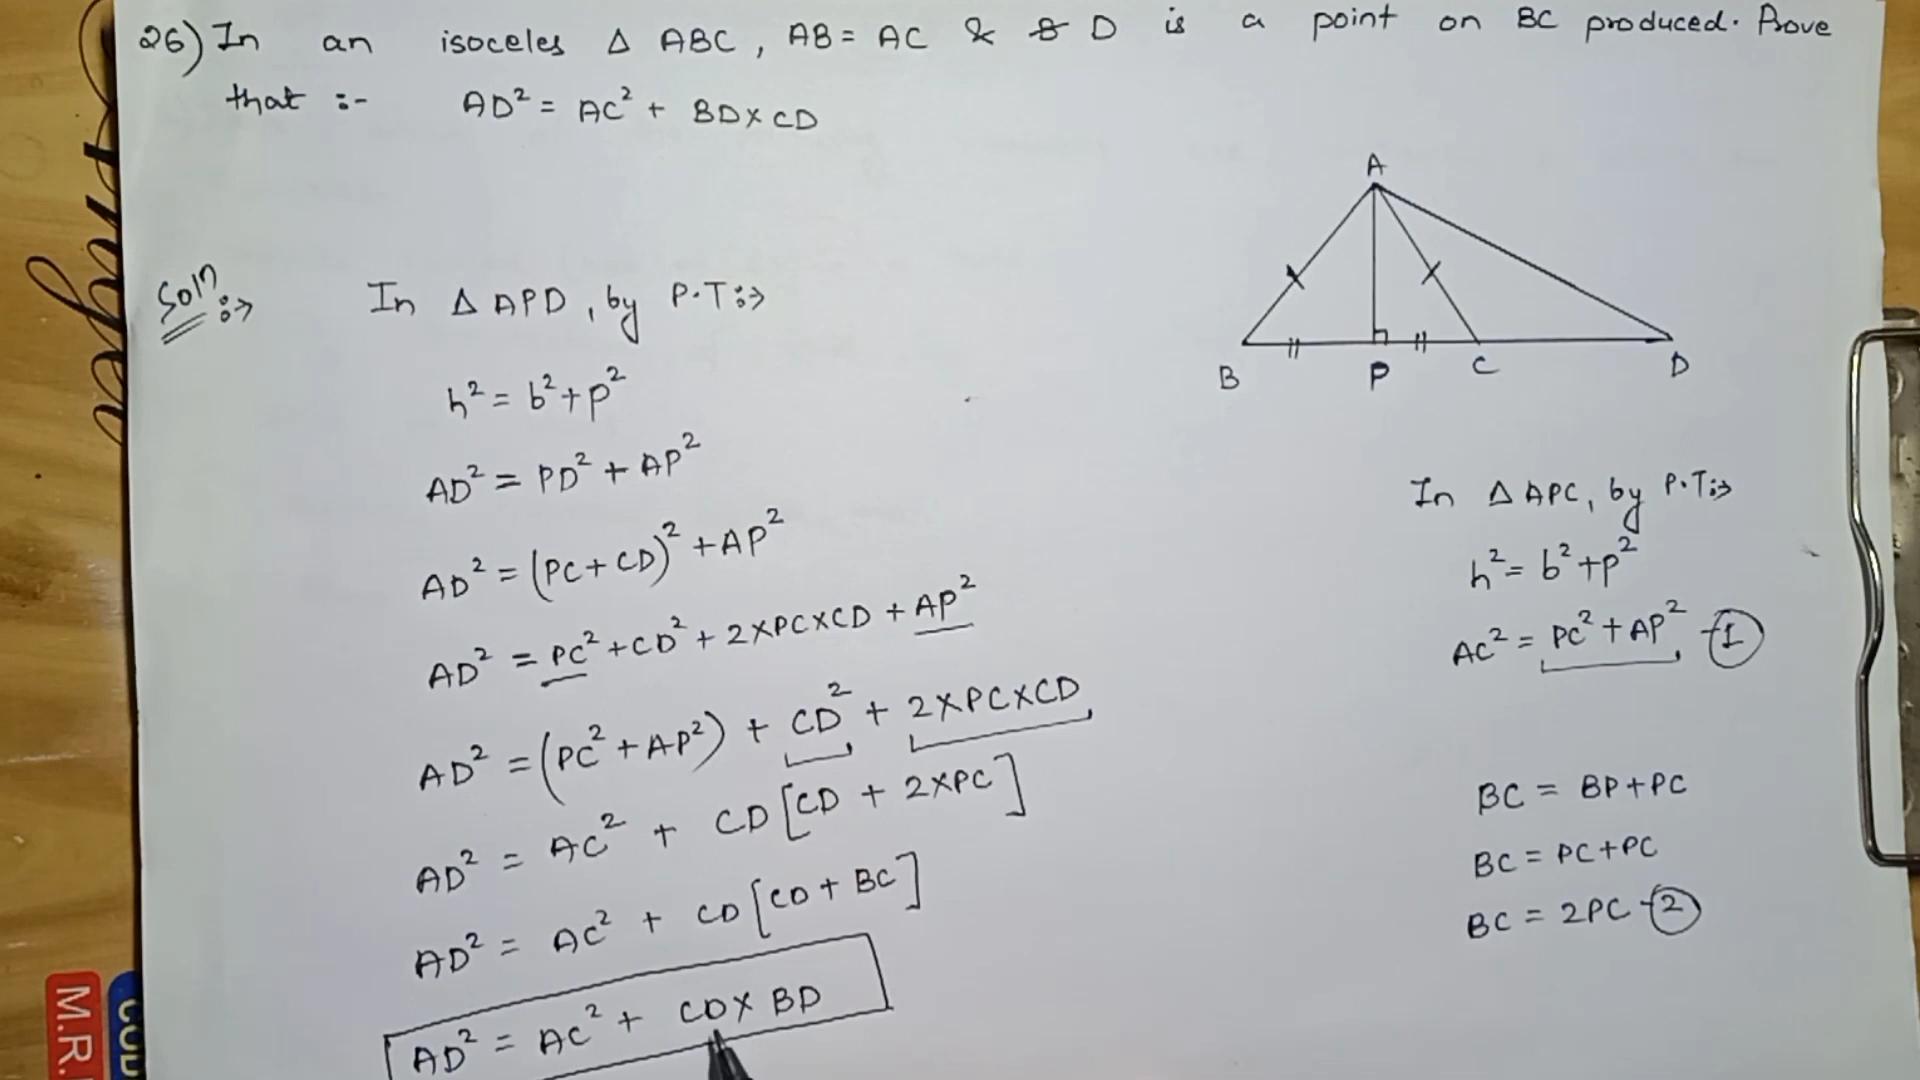 26) In an isoceles Δ ABC, AB = AC & D is a point on BC produced. Prove
that :- AD² = AC² + BD×CD
A
B
P
C
D
Soln :→
In Δ APD, by P.T :→
h² = b² + p²
AD² = PD² + AP²
AD² = (PC + CD)² + AP²
AD² = PC² + CD² + 2×PC×CD + AP²
AD² = (PC² + AP²) + CD² + 2×PC×CD
AD² = AC² + CD [CD + 2×PC]
AD² = AC² + CD [CD + BC]
AD² = AC² + CD × BD
In Δ APC, by P.T :→
h² = b² + p²
AC² = PC² + AP² - ①
BC = BP + PC
BC = PC + PC
BC = 2PC - ②
M.R.